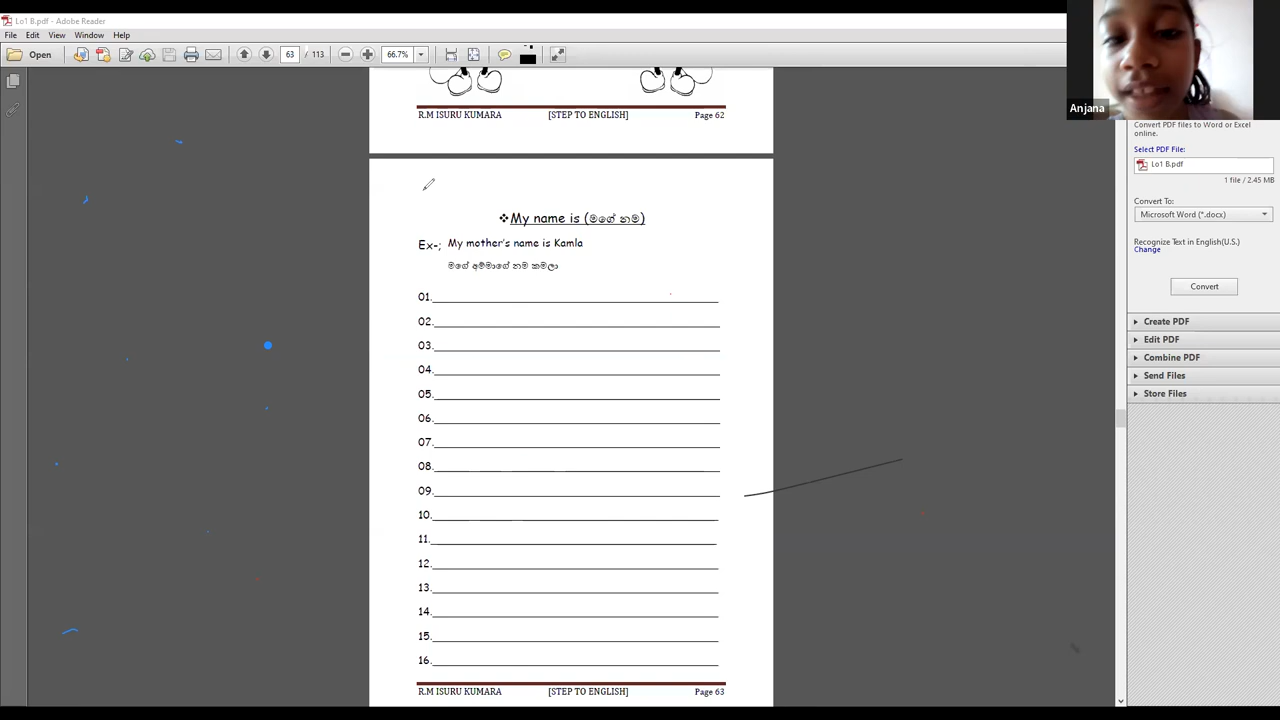 Lo1 B.pdf - Adobe Reader
File Edit View Window Help
Open 63 / 113 66.7%
Anjana
R.M ISURU KUMARA [STEP TO ENGLISH] Page 62
❖My name is (මගේ නම)
Ex-; My mother's name is Kamla
මගේ අම්මාගේ නම කමලා
01.
02.
03.
04.
05.
06.
07.
08.
09.
10.
11.
12.
13.
14.
15.
16.
R.M ISURU KUMARA [STEP TO ENGLISH] Page 63
Convert PDF files to Word or Excel
online.
Select PDF File:
Lo1 B.pdf
1 file / 2.45 MB
Convert To:
Microsoft Word (*.docx)
Recognize Text in English(U.S.)
Change
Convert
Create PDF
Edit PDF
Combine PDF
Send Files
Store Files